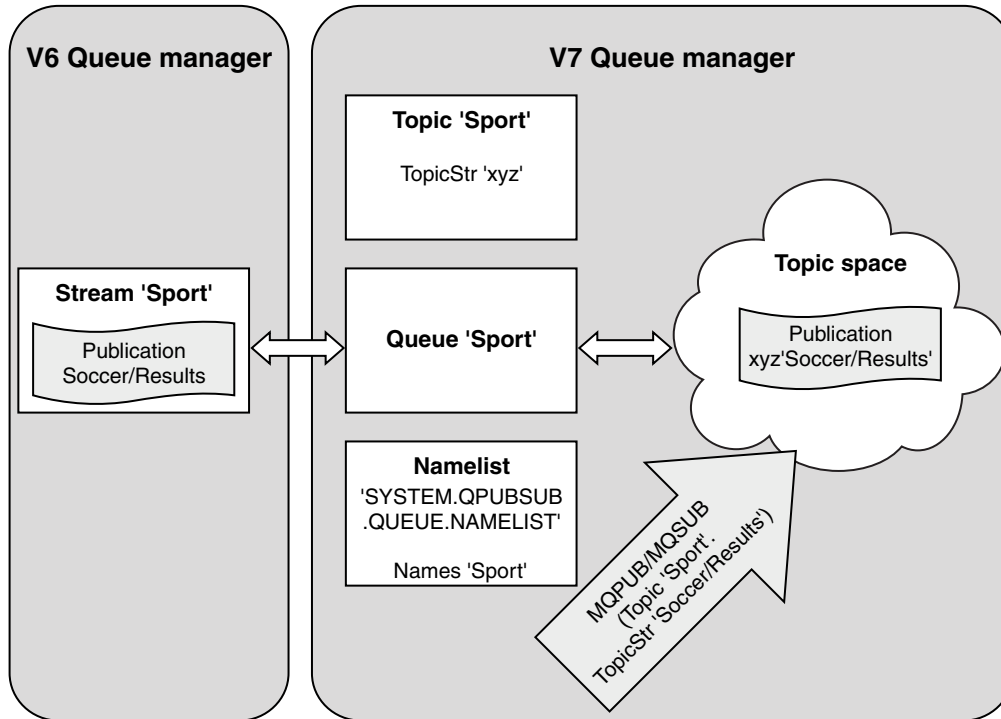 V6 Queue manager
Stream 'Sport'
Publication
Soccer/Results
V7 Queue manager
Topic 'Sport'
TopicStr 'xyz'
Queue 'Sport'
Namelist
'SYSTEM.QPUBSUB
.QUEUE.NAMELIST'
Names 'Sport'
Topic space
Publication
xyz'Soccer/Results'
MQPUB/MQSUB
(Topic 'Sport'.
TopicStr 'Soccer/Results')